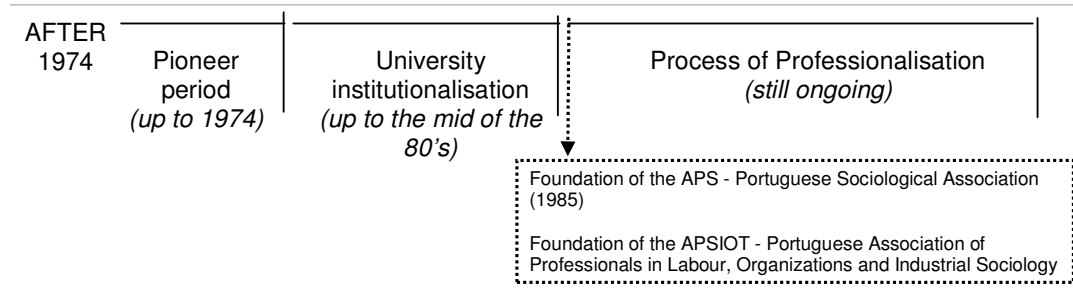 AFTER
1974
Pioneer
period
(up to 1974)
University
institutionalisation
(up to the mid of the
80's)
Process of Professionalisation
(still ongoing)
Foundation of the APS - Portuguese Sociological Association
(1985)
Foundation of the APSIOT - Portuguese Association of
Professionals in Labour, Organizations and Industrial Sociology